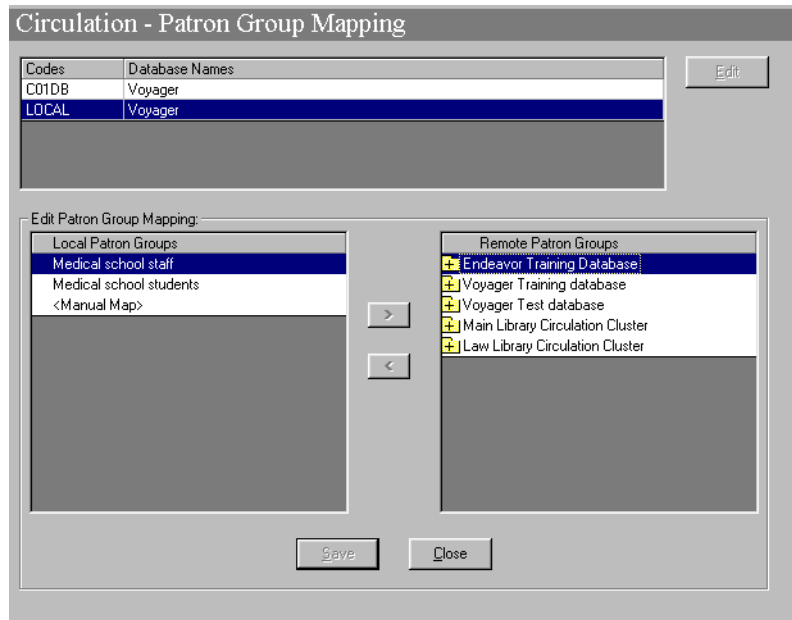 Circulation - Patron Group Mapping
Codes Database Names
C01DB Voyager
LOCAL Voyager
Edit
Edit Patron Group Mapping:
Local Patron Groups
Medical school staff
Medical school students
<Manual Map>
>
<
Remote Patron Groups
Endeavor Training Database
Voyager Training database
Voyager Test database
Main Library Circulation Cluster
Law Library Circulation Cluster
Save
Close